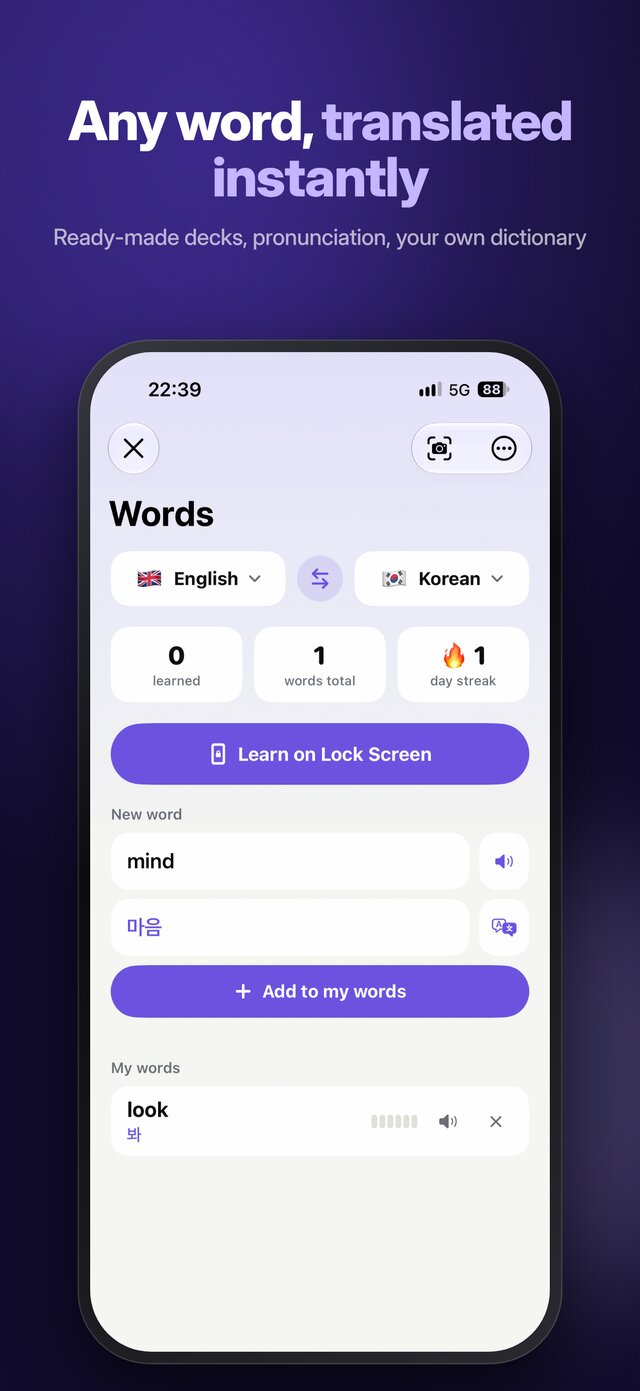 Any word, translated
instantly
Ready-made decks, pronunciation, your own dictionary
22:39
5G 88
Words
English
Korean
0
learned
1
words total
1
day streak
Learn on Lock Screen
New word
mind
마음
A 文
+ Add to my words
My words
look
봐